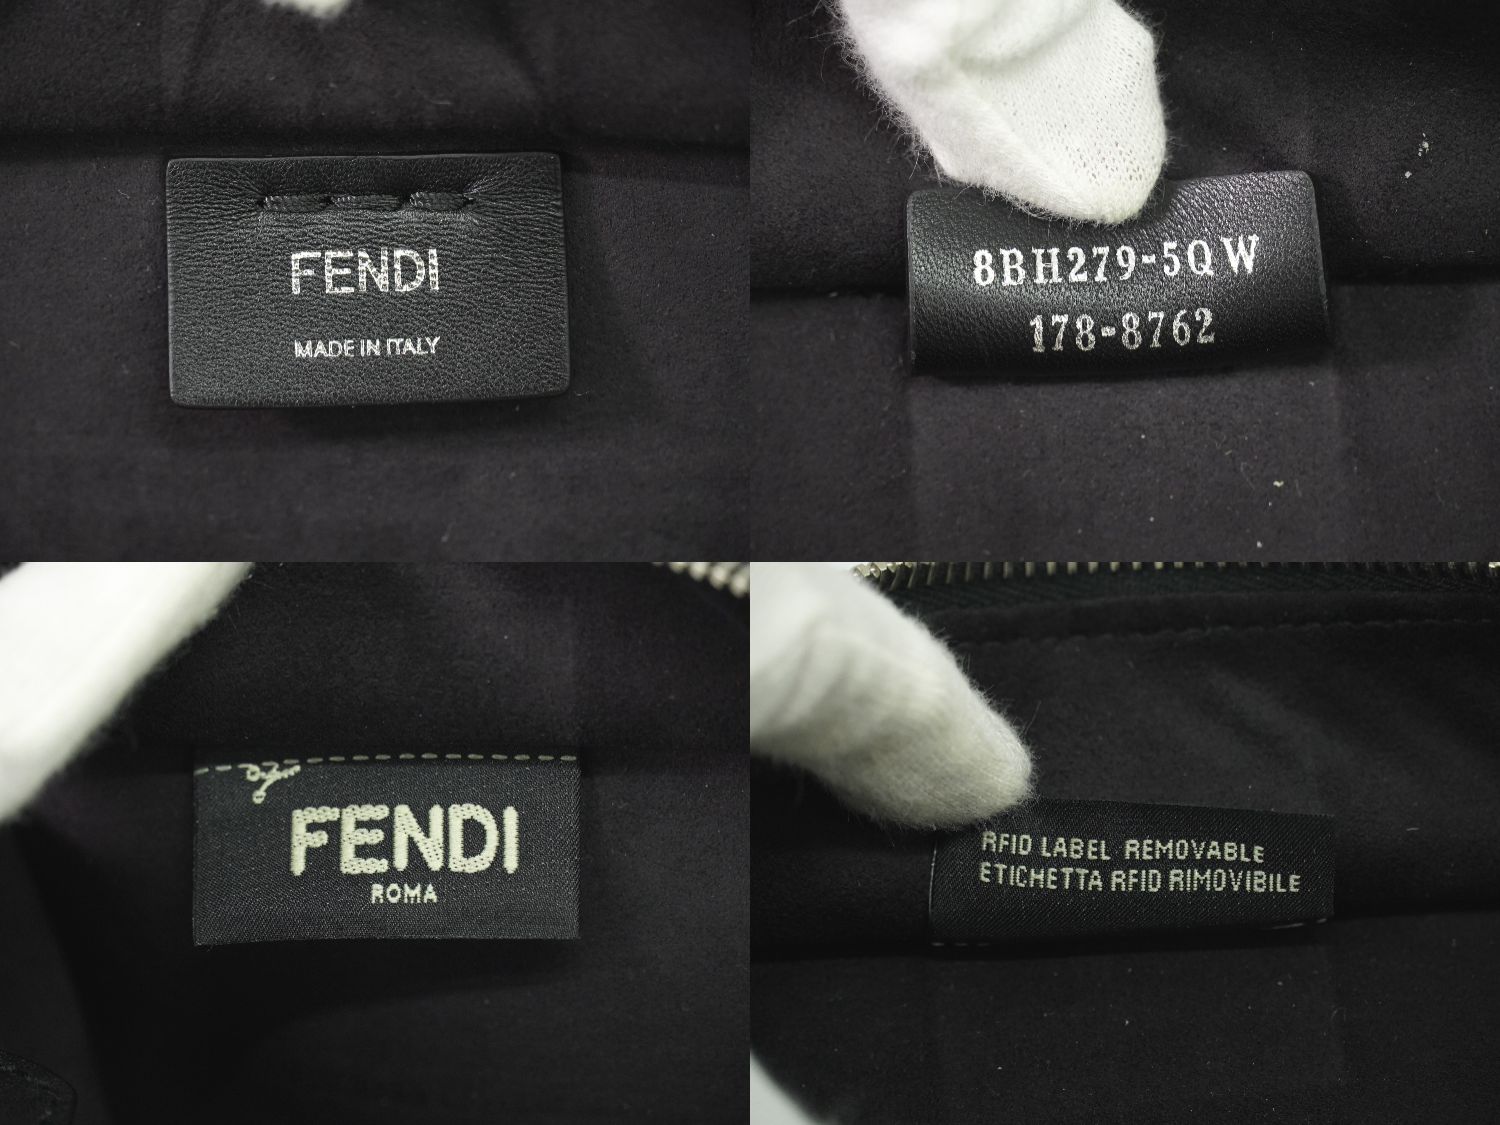 FENDI
MADE IN ITALY
8BH279-5QW
178-8762
FENDI
ROMA
RFID LABEL REMOVABLE
ETICHETTA RFID RIMOVIBILE